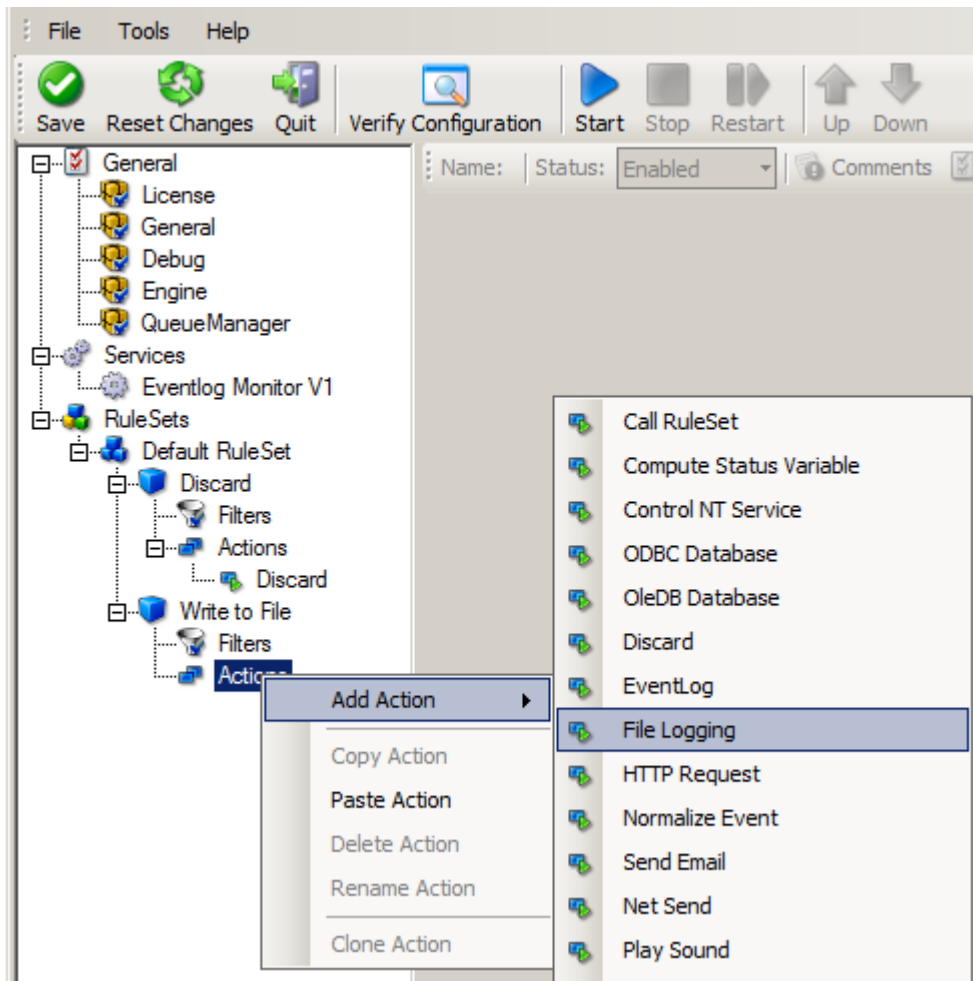 File Tools Help
Save Reset Changes Quit Verify Configuration Start Stop Restart Up Down
Name: Status: Enabled Comments
General
License
General
Debug
Engine
QueueManager
Services
Eventlog Monitor V1
RuleSets
Default RuleSet
Discard
Filters
Actions
Discard
Write to File
Filters
Actions
Add Action
Copy Action
Paste Action
Delete Action
Rename Action
Clone Action
Call RuleSet
Compute Status Variable
Control NT Service
ODBC Database
OleDB Database
Discard
EventLog
File Logging
HTTP Request
Normalize Event
Send Email
Net Send
Play Sound